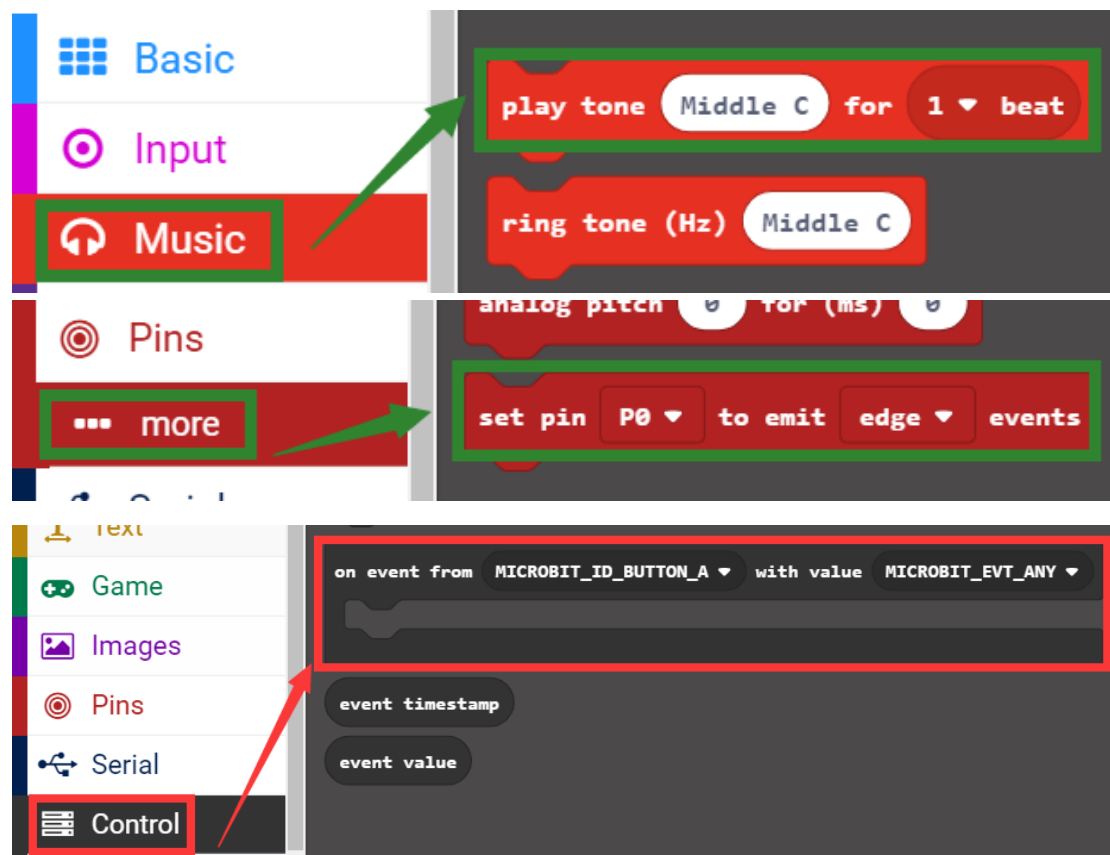 Basic
Input
Music
play tone Middle C for 1 beat
ring tone (Hz) Middle C
Pins
more
analog pitch 0 for (ms) 0
set pin P0 to emit edge events
Text
Game
Images
Pins
Serial
Control
on event from MICROBIT_ID_BUTTON_A with value MICROBIT_EVT_ANY
event timestamp
event value